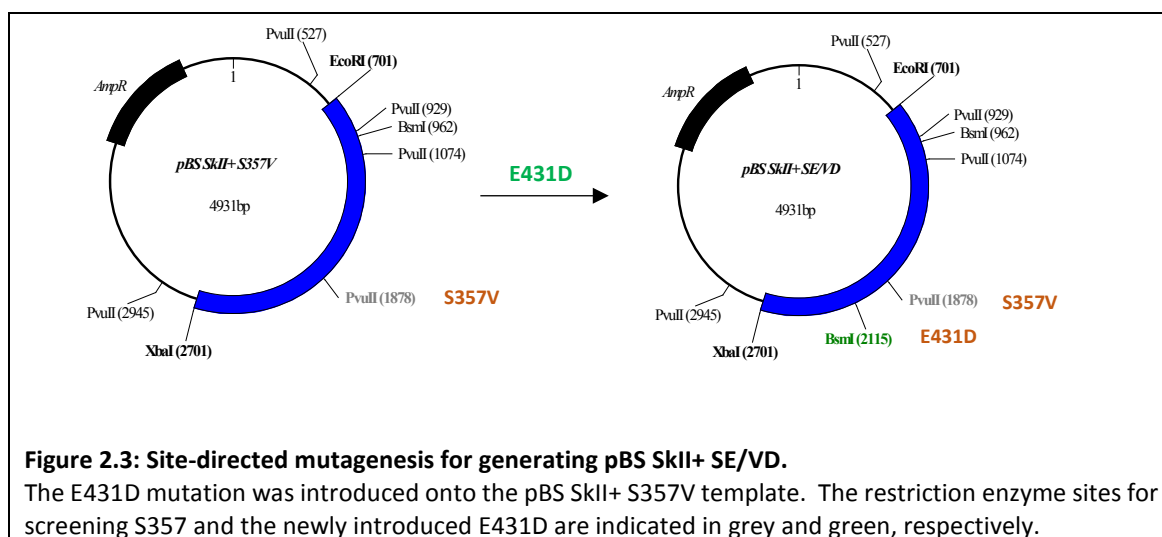 PvuII (527)
EcoRI (701)
AmpR
1
PvuII (929)
BsmI (962)
PvuII (1074)
pBS SkII+ S357V
4931bp
PvuII (1878)
S357V
PvuII (2945)
XbaI (2701)
E431D
PvuII (527)
EcoRI (701)
AmpR
1
PvuII (929)
BsmI (962)
PvuII (1074)
pBS SkII+ SE/VD
4931bp
PvuII (1878)
S357V
PvuII (2945)
BsmI (2115)
E431D
XbaI (2701)
Figure 2.3: Site-directed mutagenesis for generating pBS SkII+ SE/VD.
The E431D mutation was introduced onto the pBS SkII+ S357V template. The restriction enzyme sites for
screening S357 and the newly introduced E431D are indicated in grey and green, respectively.